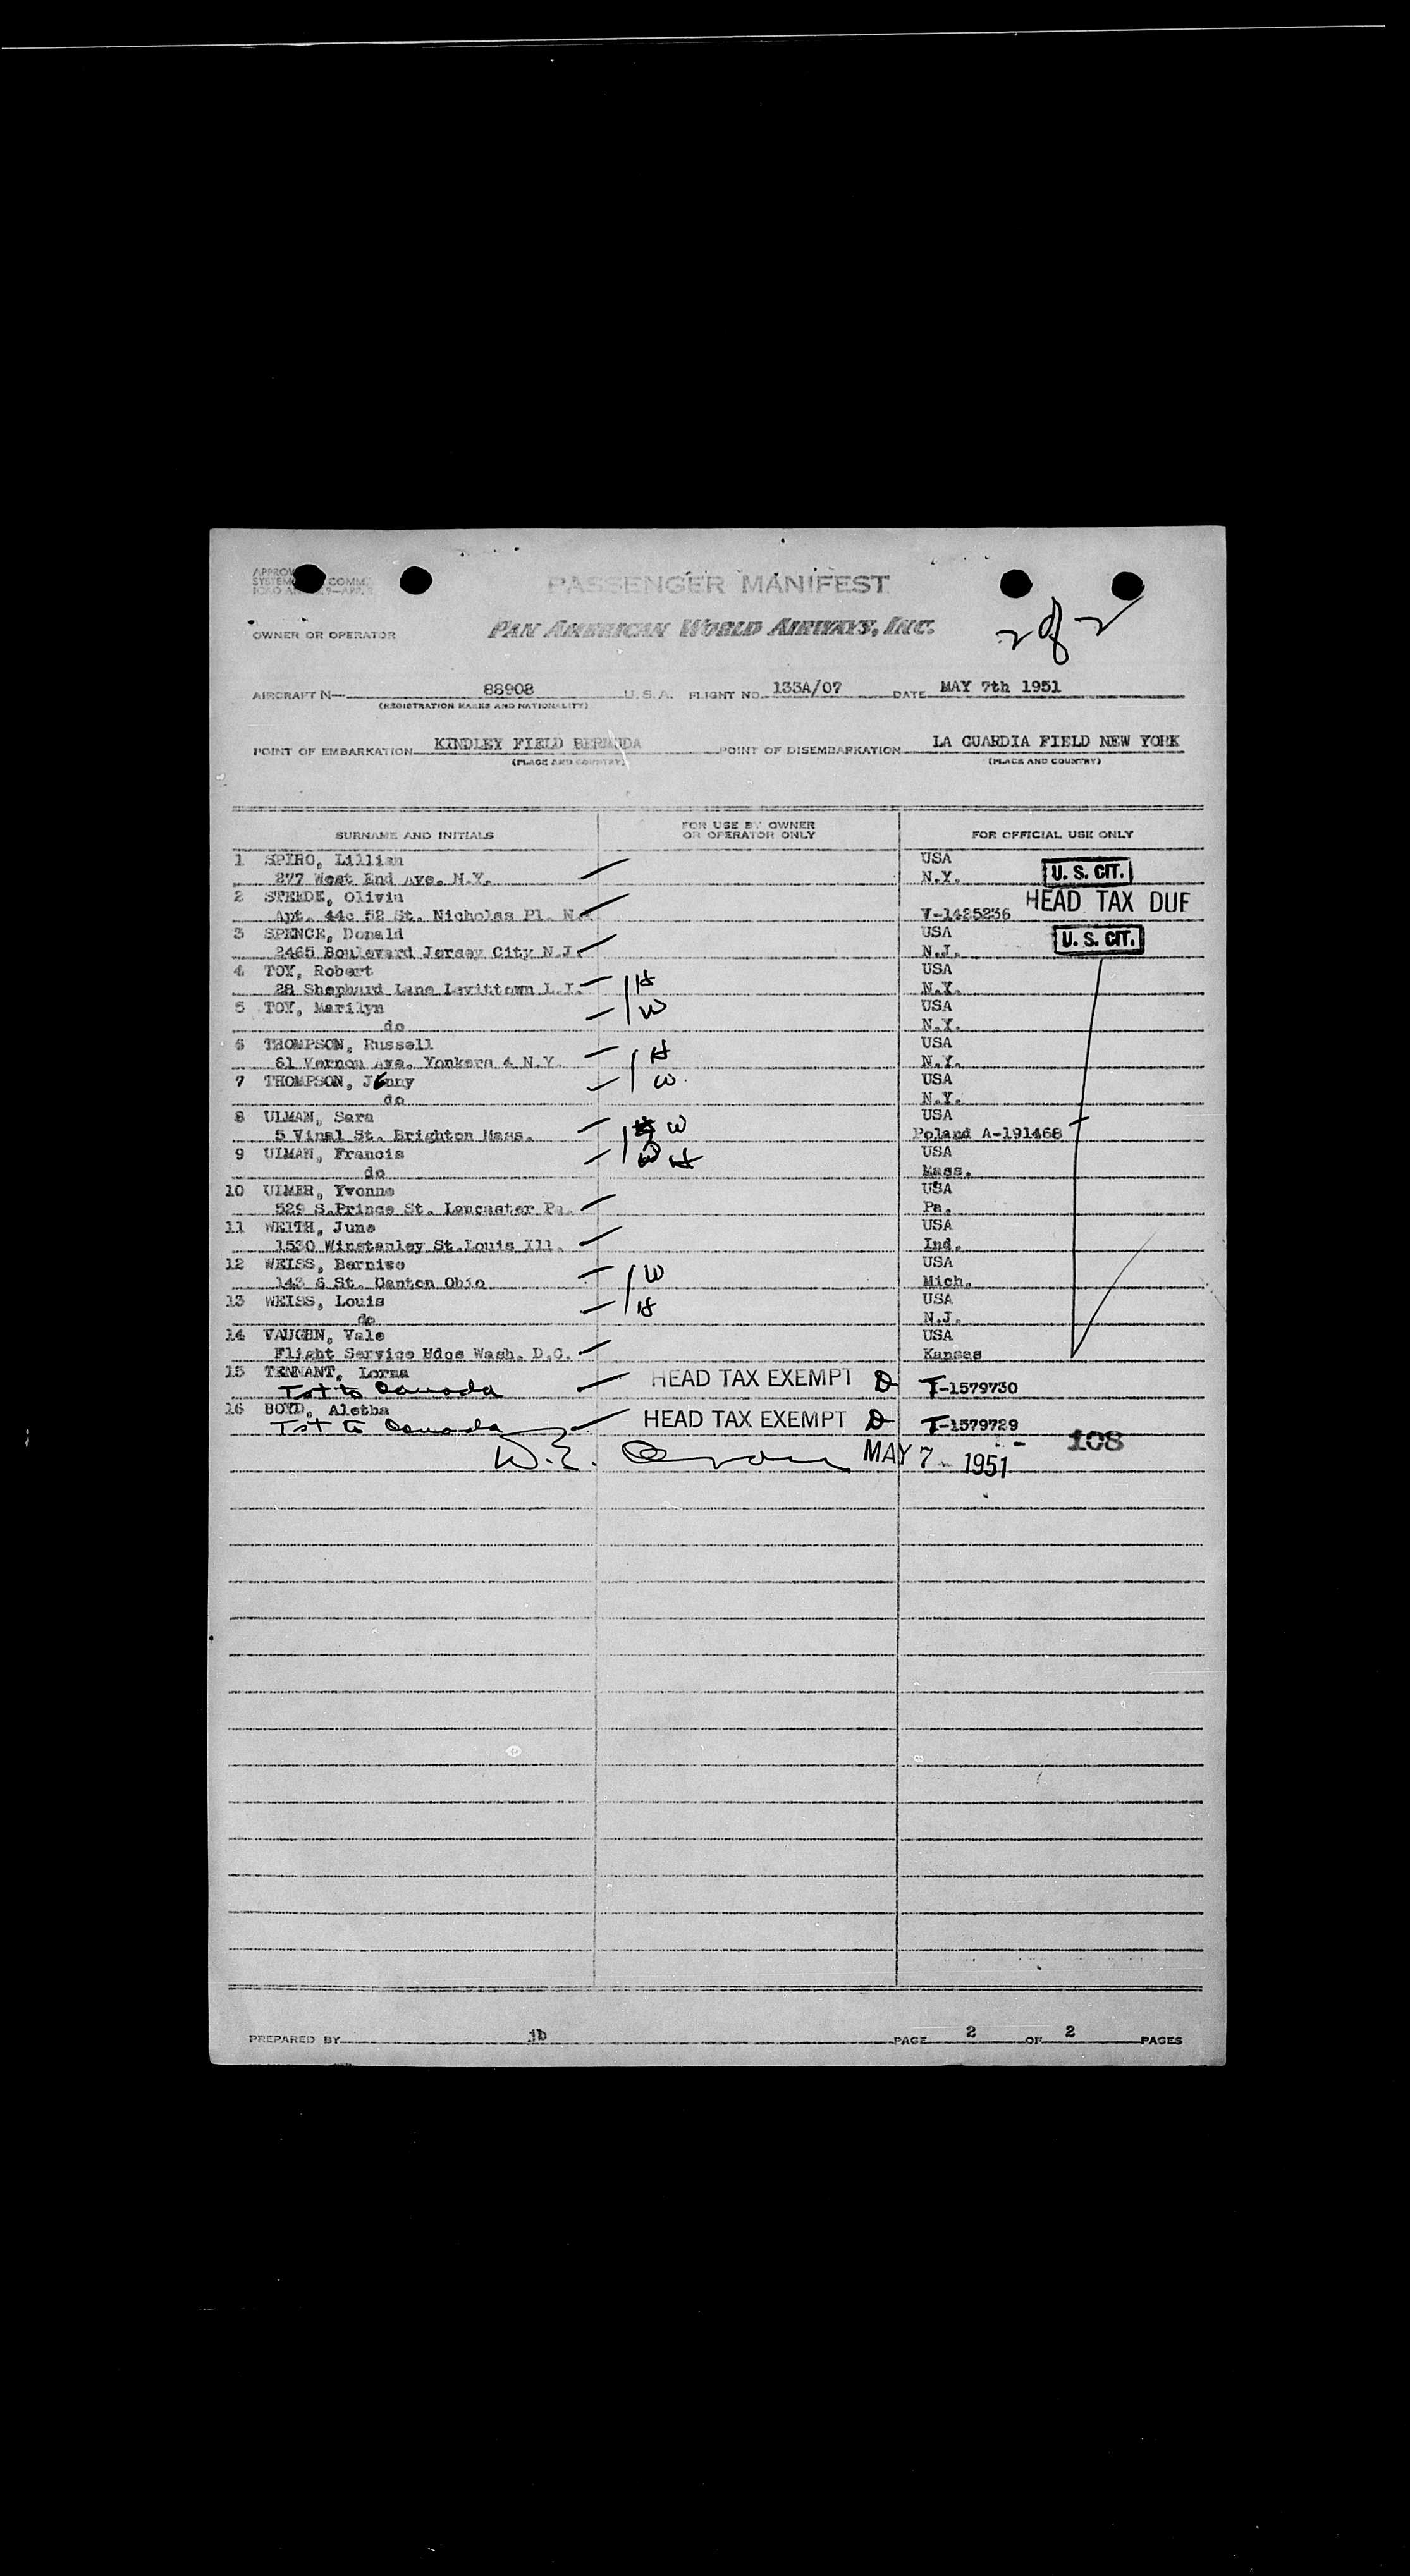 PASSENGER MANIFEST
OWNER OR OPERATOR PAN AMERICAN WORLD AIRWAYS, INC. 2 of 2
AIRCRAFT N— 88908 U.S.A. FLIGHT NO. 133A/07 DATE MAY 7th 1951
(REGISTRATION MARKS AND NATIONALITY)
POINT OF EMBARKATION KINDLEY FIELD BERMUDA POINT OF DISEMBARKATION LA GUARDIA FIELD NEW YORK
(PLACE AND COUNTRY) (PLACE AND COUNTRY)
SURNAME AND INITIALS FOR USE BY OWNER OR OPERATOR ONLY FOR OFFICIAL USE ONLY
1 SPIRO, Lillian USA
277 West End Ave. N.Y. N.Y. U. S. CIT.
2 STEEDE, Olivia HEAD TAX DUE
Apt. 44c 52 St. Nicholas Pl. V-1425236
3 SPENCE, Donald USA U. S. CIT.
2465 Boulevard Jersey City N.J. N.J.
4 TOY, Robert USA
28 Shephard Lane Levittown L.I. H N.Y.
5 TOY, Marilyn W USA
do N.Y.
6 THOMPSON, Russell USA
61 Vernon Ave. Yonkers 4 N.Y. H N.Y.
7 THOMPSON, Jenny W USA
do N.Y.
8 ULMAN, Sara USA
5 Vinal St. Brighton Mass. W Poland A-191468
9 ULMAN, Francis H USA
do Mass.
10 ULMER, Yvonne USA
529 S.Prince St. Lancaster Pa. Pa.
11 WEITH, June USA
1530 Winstanley St.Louis Ill. Ind.
12 WEISS, Bernise W USA
143 6 St. Canton Ohio Mich.
13 WEISS, Louis H USA
do N.J.
14 VAUGHN, Vale USA
Flight Service Hdqs Wash. D.C. Kansas
15 TENNANT, Lorna HEAD TAX EXEMPT D
Tst to Canada T-1579730
16 BOYD, Aletha HEAD TAX EXEMPT D
Tst to Canada T-1579729
MAY 7 1951 108
PREPARED BY jb PAGE 2 OF 2 PAGES